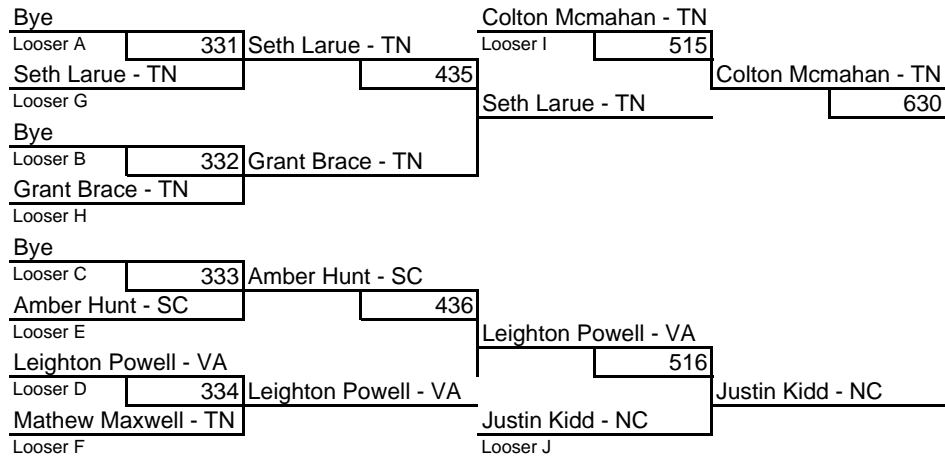 Bye Colton Mcmahan - TN
Looser A 331 Seth Larue - TN Looser I 515
Seth Larue - TN 435 Colton Mcmahan - TN
Looser G Seth Larue - TN 630
Bye
Looser B 332 Grant Brace - TN
Grant Brace - TN
Looser H
Bye
Looser C 333 Amber Hunt - SC
Amber Hunt - SC 436
Looser E Leighton Powell - VA
Leighton Powell - VA 516
Looser D 334 Leighton Powell - VA Justin Kidd - NC
Mathew Maxwell - TN Justin Kidd - NC
Looser F Looser J